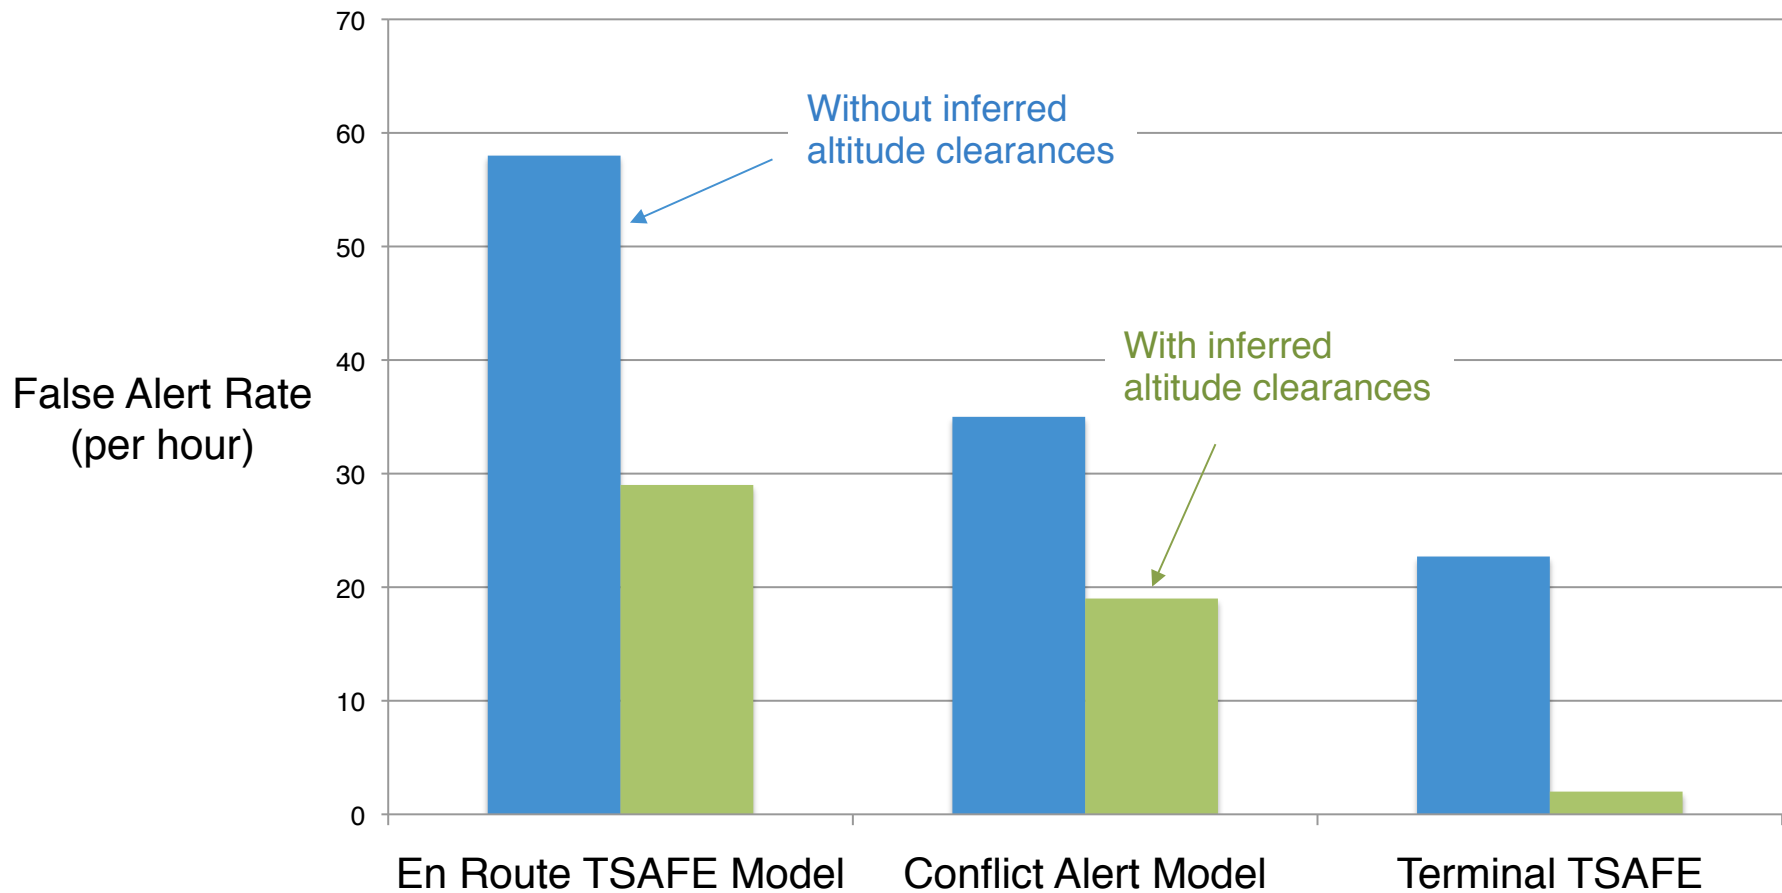 70
60
50
40
30
20
10
0
False Alert Rate
(per hour)
Without inferred
altitude clearances
With inferred
altitude clearances
En Route TSAFE Model
Conflict Alert Model
Terminal TSAFE